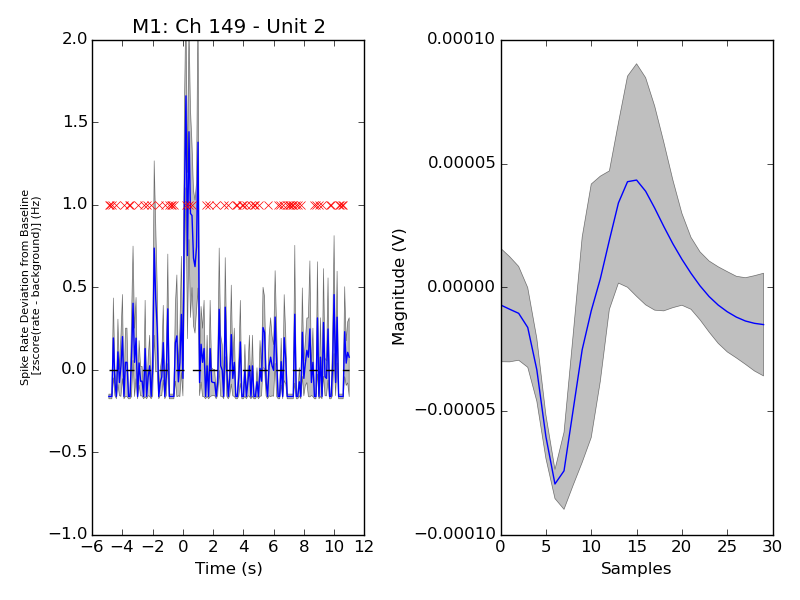 M1: Ch 149 - Unit 2
Spike Rate Deviation from Baseline
[zscore(rate - background)] (Hz)
2.0
1.5
1.0
0.5
0.0
−0.5
−1.0
−6 −4 −2 0 2 4 6 8 10 12
Time (s)
Magnitude (V)
0.00010
0.00005
0.00000
−0.00005
−0.00010
0 5 10 15 20 25 30
Samples